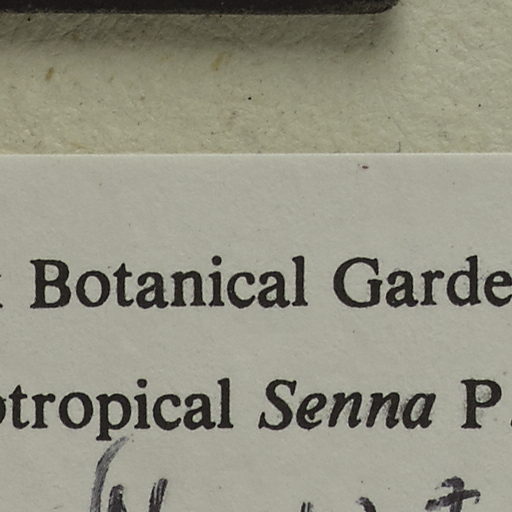 Botanical Garde
otropical Senna P